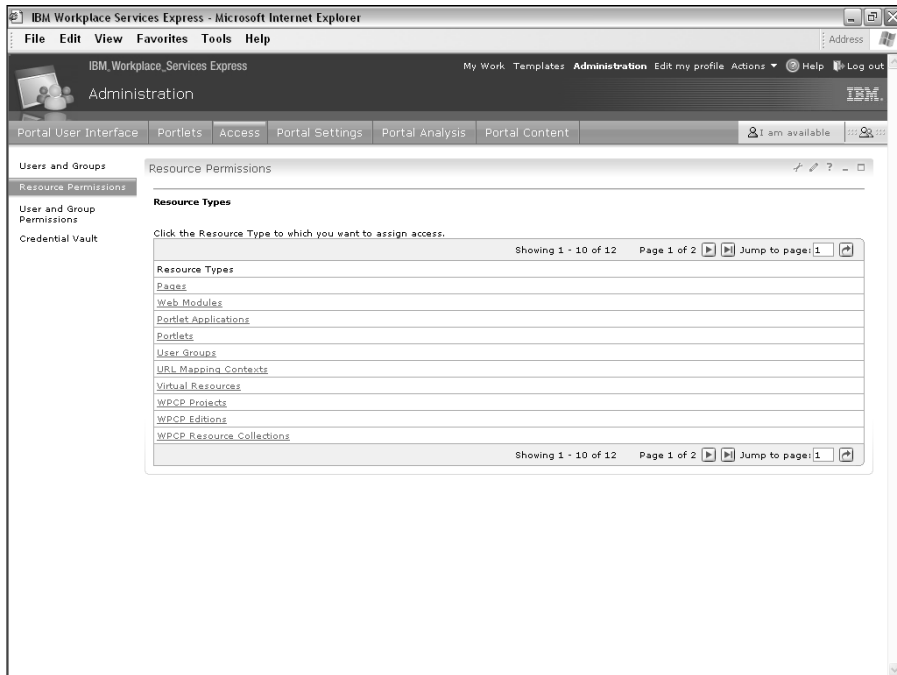 IBM Workplace Services Express - Microsoft Internet Explorer
File Edit View Favorites Tools Help Address
IBM_Workplace_Services Express
My Work Templates Administration Edit my profile Actions Help Log out
Administration
IBM.
Portal User Interface Portlets Access Portal Settings Portal Analysis Portal Content I am available
Users and Groups
Resource Permissions
User and Group
Permissions
Credential Vault
Resource Permissions ?
Resource Types
Click the Resource Type to which you want to assign access.
Showing 1 - 10 of 12 Page 1 of 2 Jump to page: 1
Resource Types
Pages
Web Modules
Portlet Applications
Portlets
User Groups
URL Mapping Contexts
Virtual Resources
WPCP Projects
WPCP Editions
WPCP Resource Collections
Showing 1 - 10 of 12 Page 1 of 2 Jump to page: 1